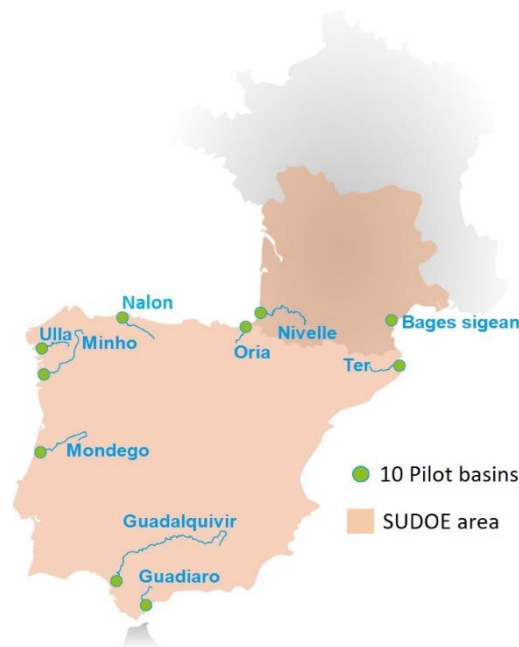 Nalon
Ulla
Minho
Oria
Nivelle
Bages sigean
Ter
Mondego
10 Pilot basins
SUDOE area
Guadalquivir
Guadiaro